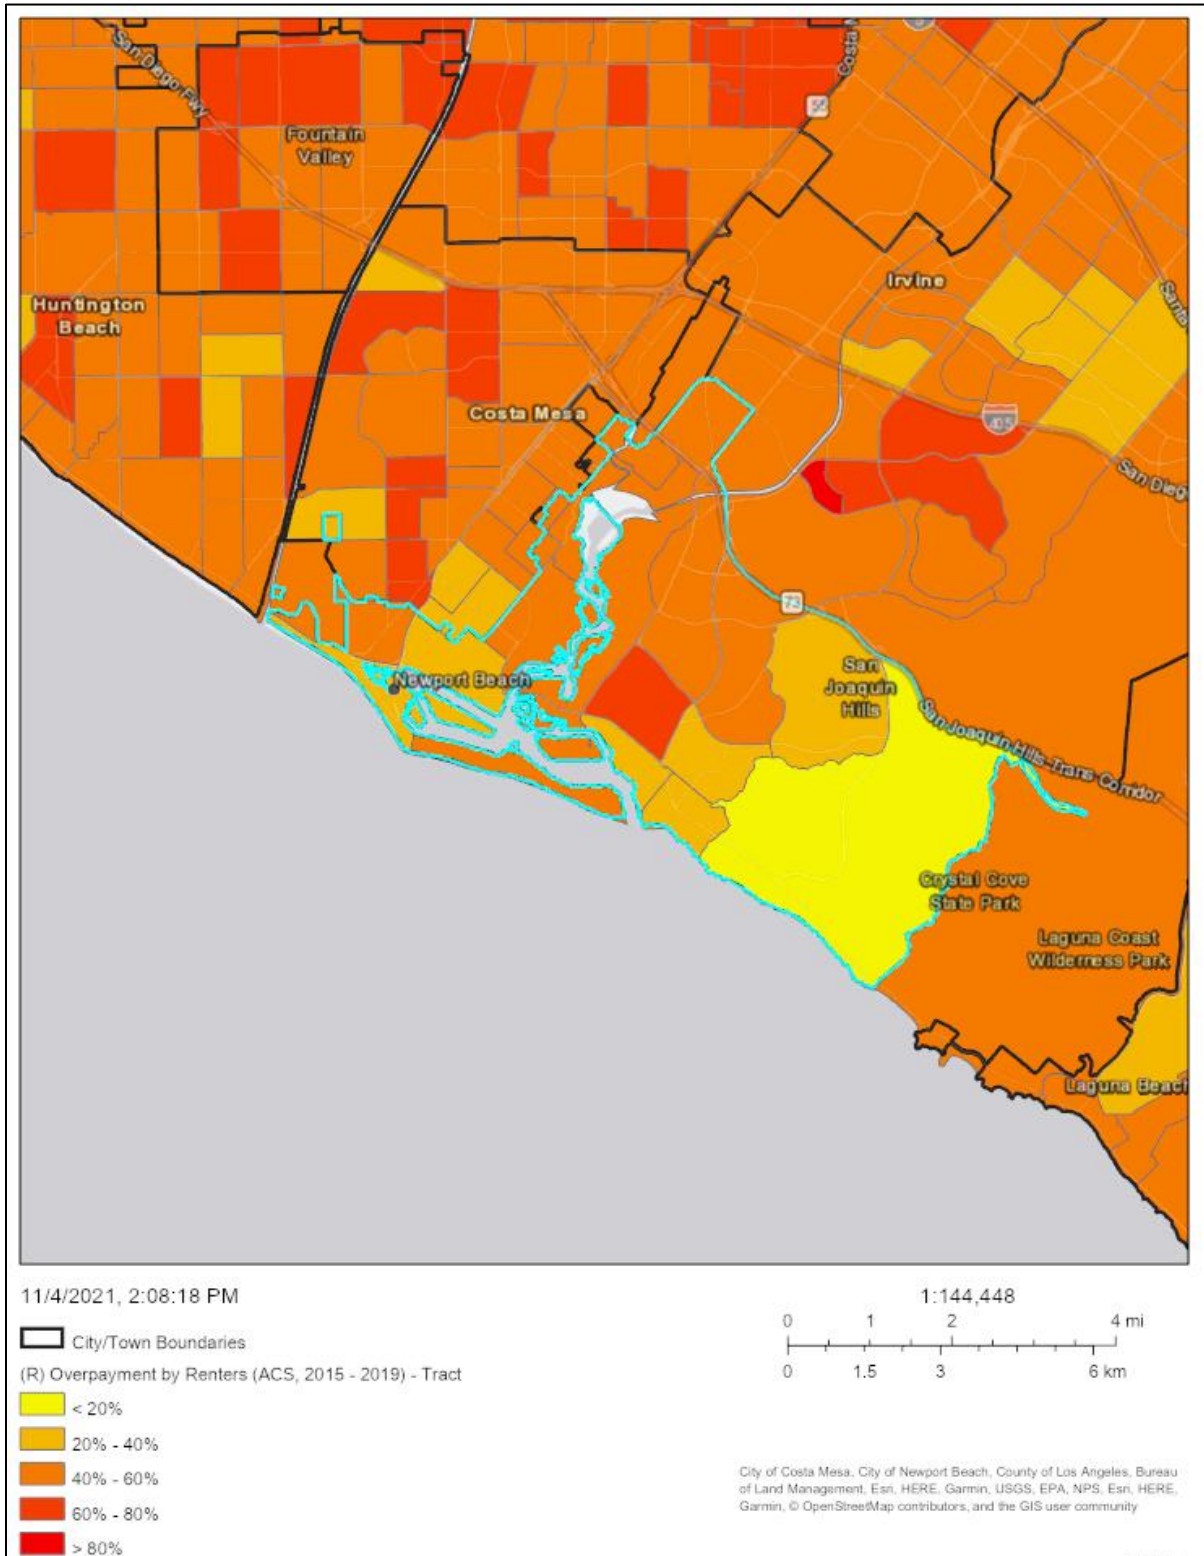 San Diego Fwy
Costa
55
Fountain
Valley
Irvine
Santa
Huntington
Beach
Costa Mesa
405
San Dieg
73
San
Joaquin
Hills
Newport Beach
San Joaquin Hills Trans Corridor
Crystal Cove
State Park
Laguna Coast
Wilderness Park
Laguna Beach
11/4/2021, 2:08:18 PM
City/Town Boundaries
(R) Overpayment by Renters (ACS, 2015 - 2019) - Tract
< 20%
20% - 40%
40% - 60%
60% - 80%
> 80%
1:144,448
0 1 2 4 mi
0 1.5 3 6 km
City of Costa Mesa, City of Newport Beach, County of Los Angeles, Bureau
of Land Management, Esri, HERE, Garmin, USGS, EPA, NPS, Esri, HERE,
Garmin, © OpenStreetMap contributors, and the GIS user community